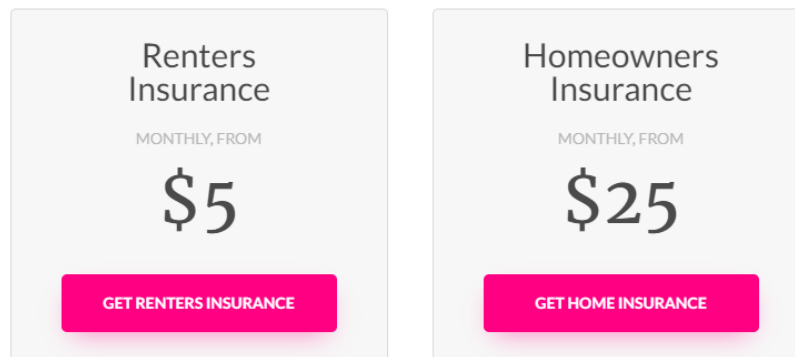 Renters
Insurance
MONTHLY, FROM
$5
GET RENTERS INSURANCE
Homeowners
Insurance
MONTHLY, FROM
$25
GET HOME INSURANCE